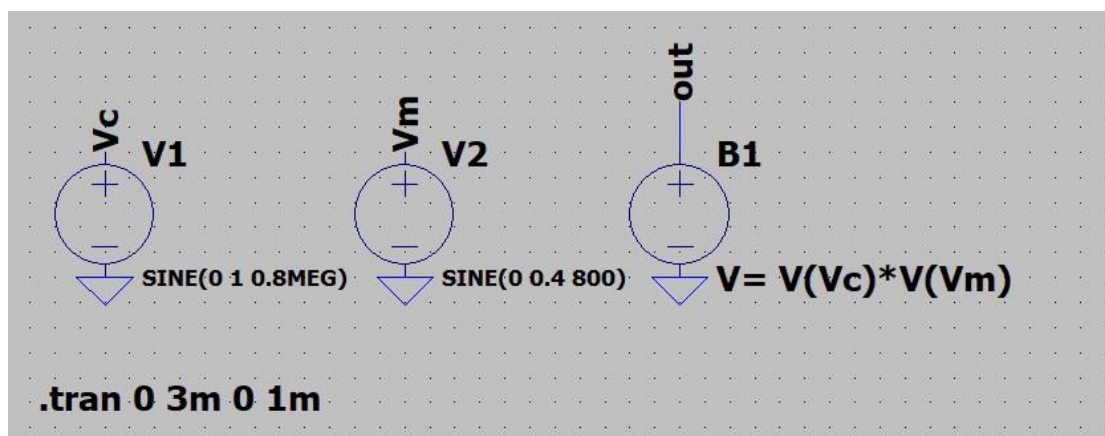 Vc
V1
SINE(0 1 0.8MEG)
Vm
V2
SINE(0 0.4 800)
out
B1
V= V(Vc)*V(Vm)
.tran 0 3m 0 1m